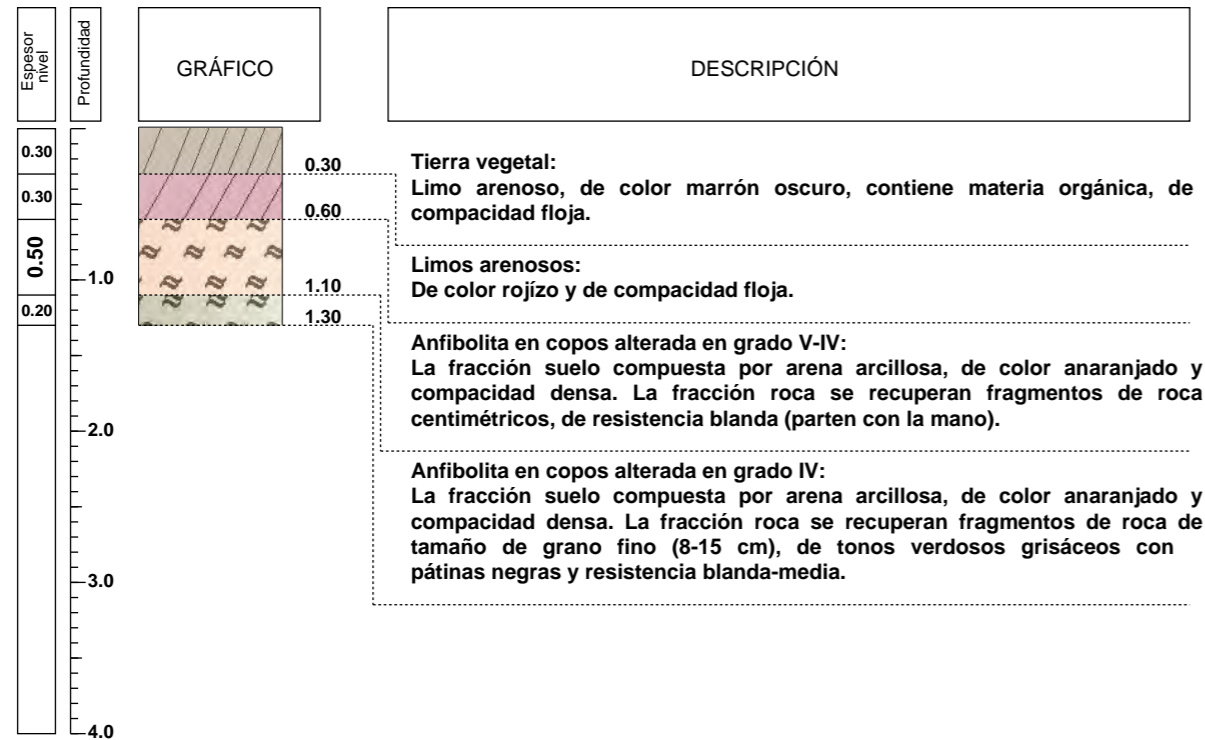 Espesor
nivel
Profundidad
GRÁFICO
DESCRIPCIÓN
0.30
0.30
0.50
0.20
1.0
2.0
3.0
4.0
0.30
0.60
1.10
1.30
Tierra vegetal:
Limo arenoso, de color marrón oscuro, contiene materia orgánica, de
compacidad floja.
Limos arenosos:
De color rojízo y de compacidad floja.
Anfibolita en copos alterada en grado V-IV:
La fracción suelo compuesta por arena arcillosa, de color anaranjado y
compacidad densa. La fracción roca se recuperan fragmentos de roca
centimétricos, de resistencia blanda (parten con la mano).
Anfibolita en copos alterada en grado IV:
La fracción suelo compuesta por arena arcillosa, de color anaranjado y
compacidad densa. La fracción roca se recuperan fragmentos de roca de
tamaño de grano fino (8-15 cm), de tonos verdosos grisáceos con
pátinas negras y resistencia blanda-media.